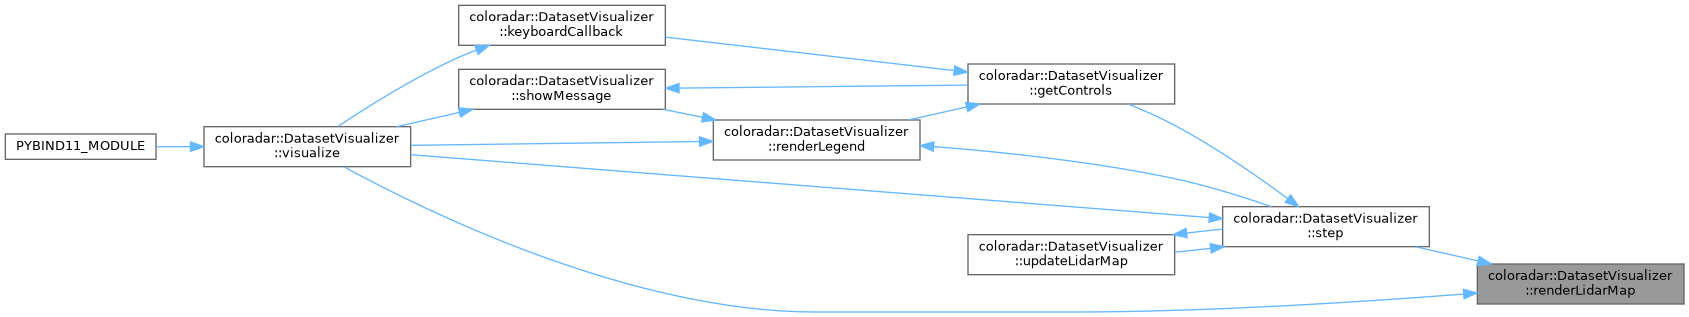 coloradar::DatasetVisualizer
::keyboardCallback
coloradar::DatasetVisualizer
::showMessage
coloradar::DatasetVisualizer
::getControls
PYBIND11_MODULE
coloradar::DatasetVisualizer
::visualize
coloradar::DatasetVisualizer
::renderLegend
coloradar::DatasetVisualizer
::step
coloradar::DatasetVisualizer
::updateLidarMap
coloradar::DatasetVisualizer
::renderLidarMap